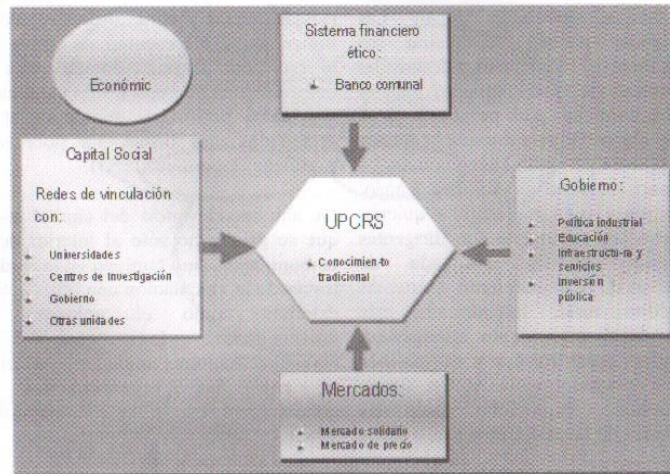 Económic
Sistema financiero
ético:
Banco comunal
Capital Social
Redes de vinculación
con:
Universidades
Centros de Investigación
Gobierno
Otras unidades
UPCRS
Conocimien-to
tradicional
Gobierno:
Política industrial
Educación
Infraestructu-ra y
servicios
Inversión
pública
Mercados:
Mercado solidario
Mercado de precio